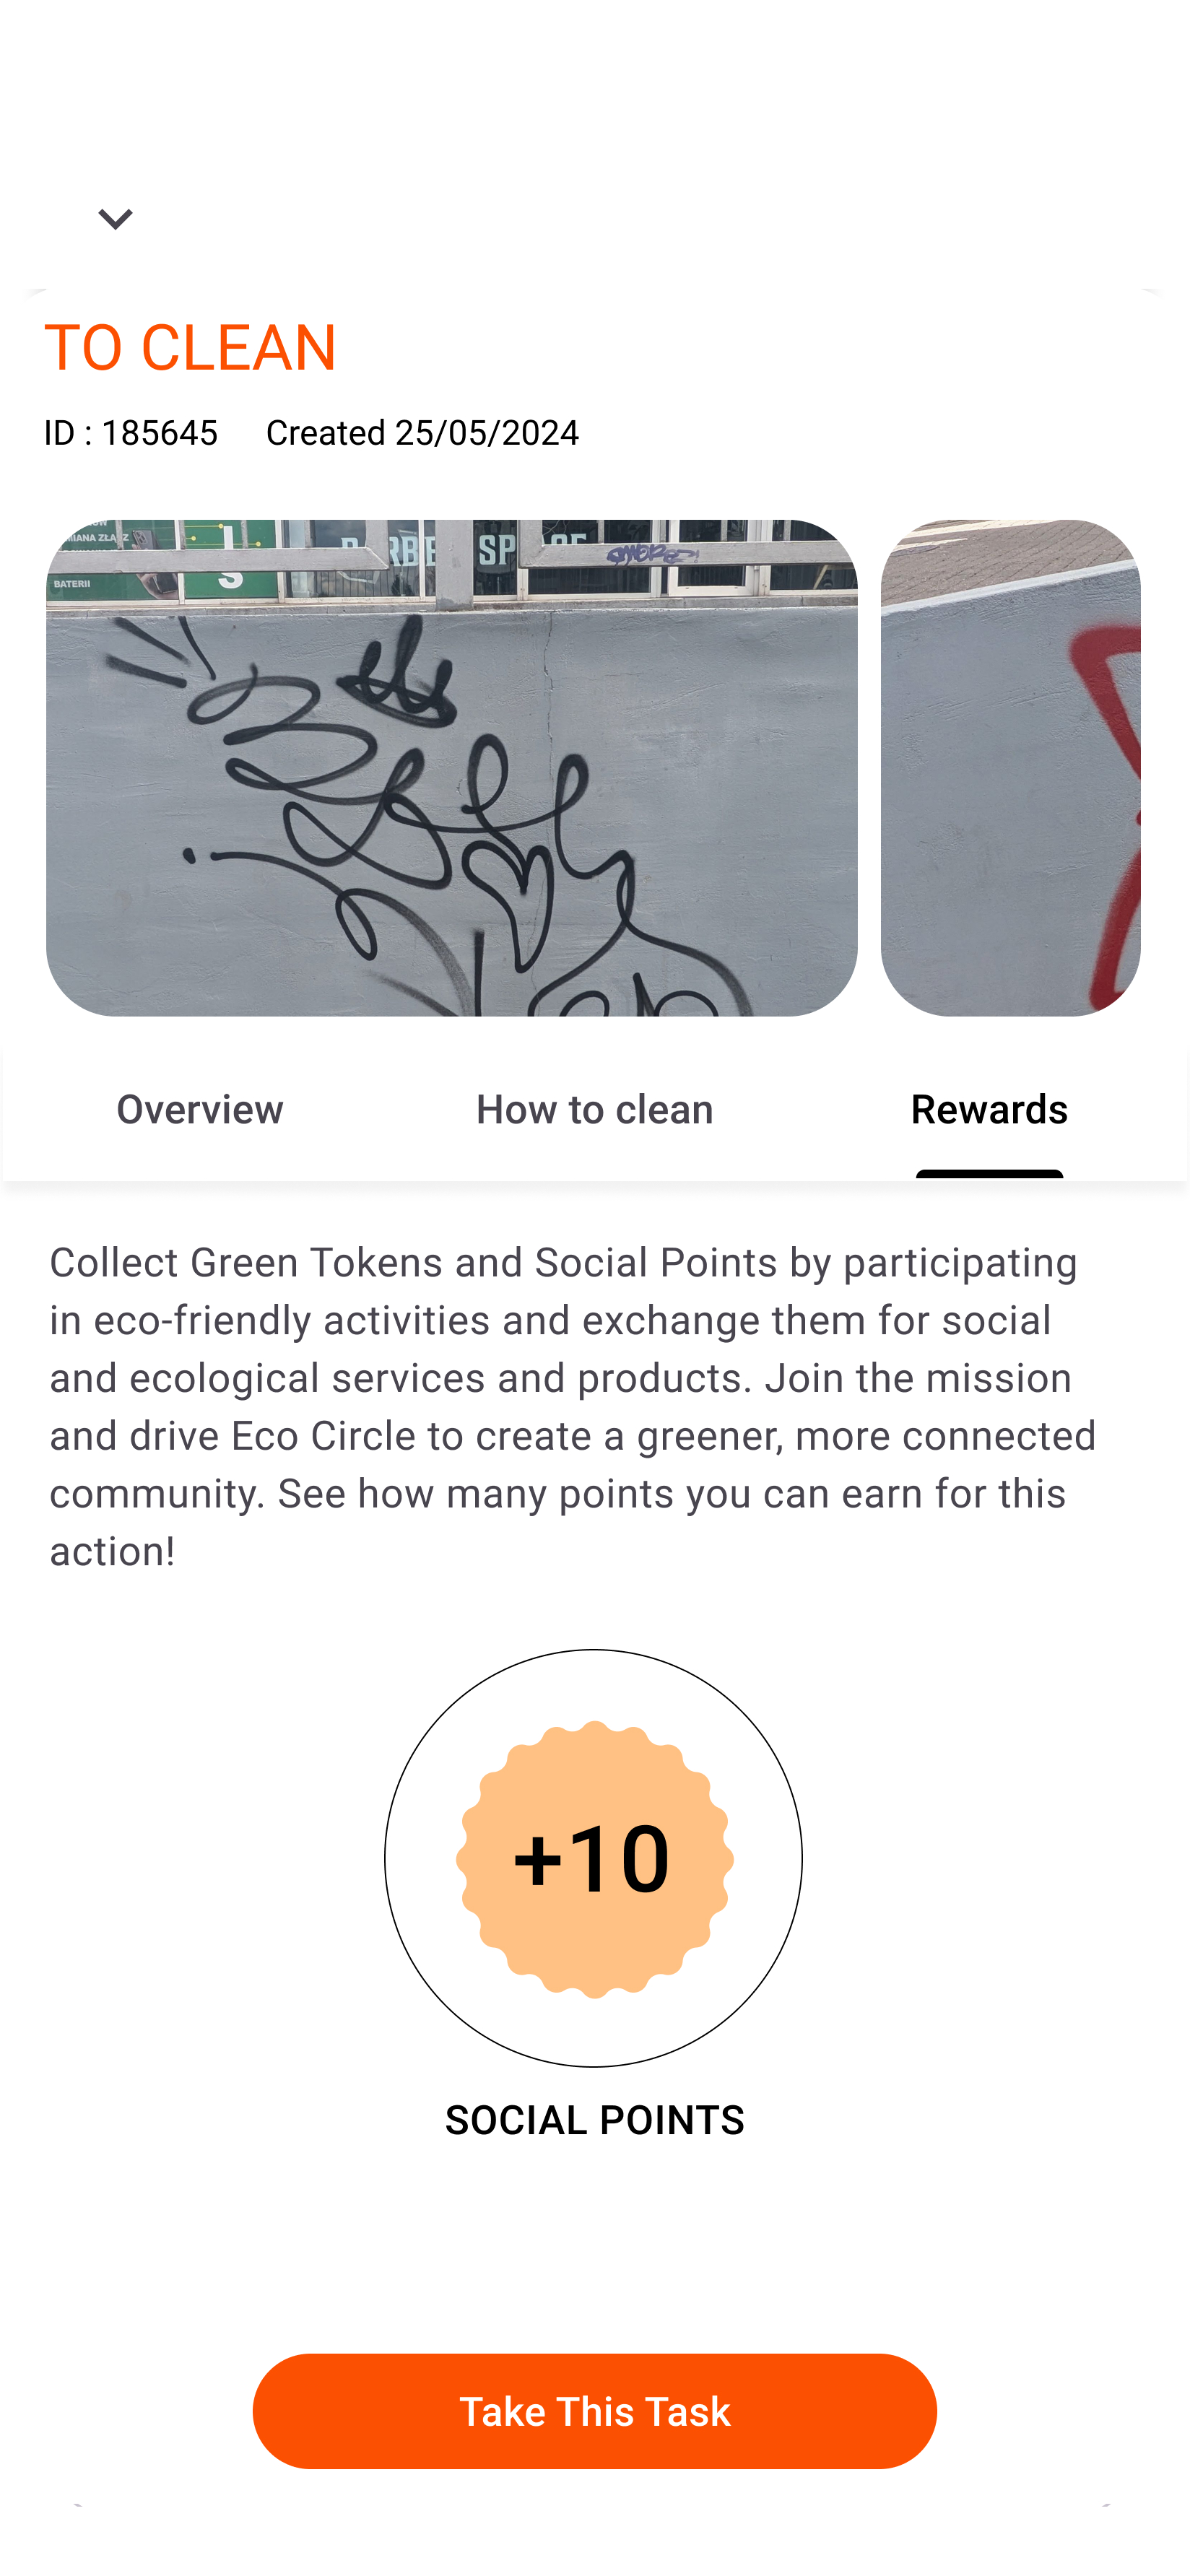 TO CLEAN
ID : 185645 Created 25/05/2024
BATERII
Overview How to clean Rewards
Collect Green Tokens and Social Points by participating
in eco-friendly activities and exchange them for social
and ecological services and products. Join the mission
and drive Eco Circle to create a greener, more connected
community. See how many points you can earn for this
action!
+10
SOCIAL POINTS
Take This Task